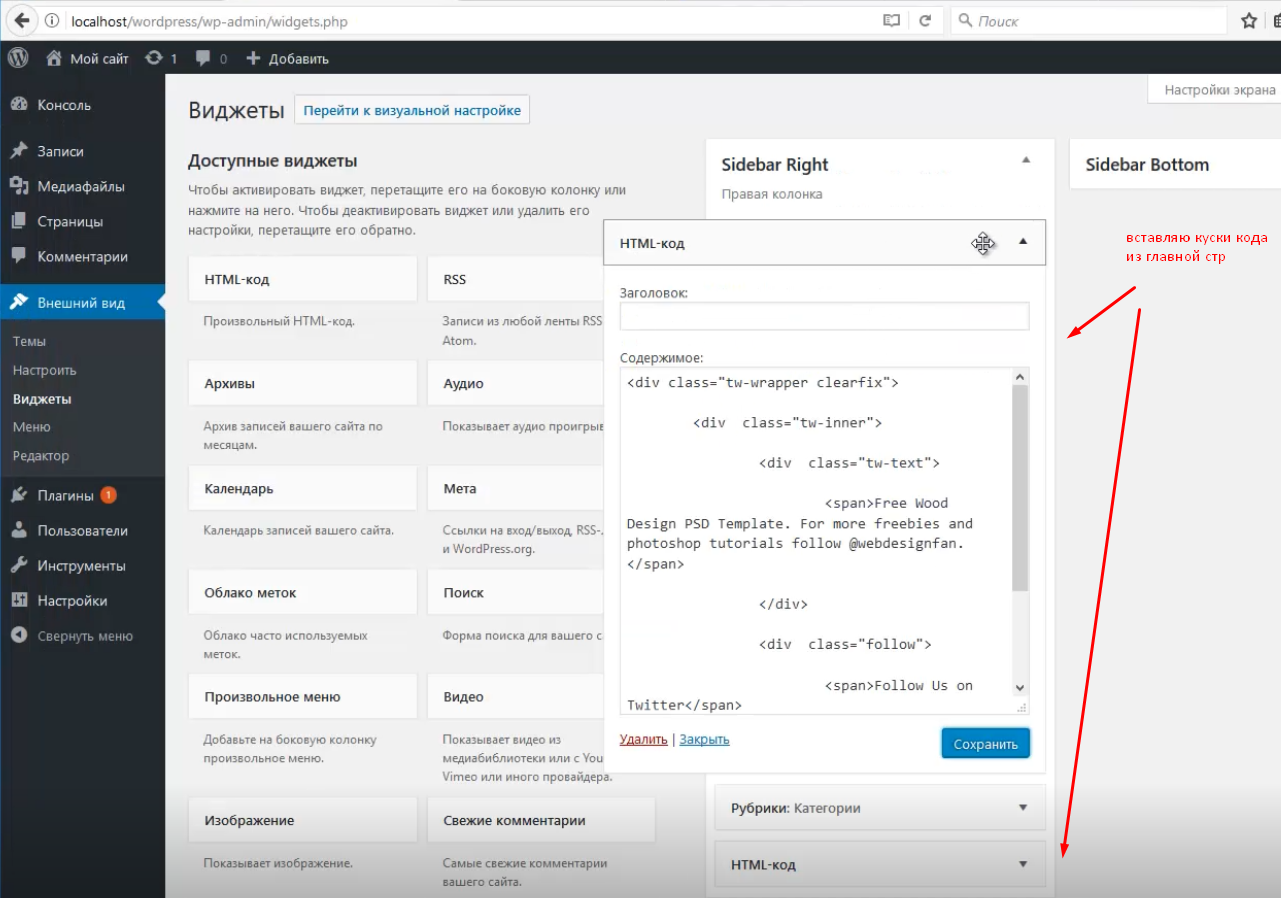 localhost/wordpress/wp-admin/widgets.php
Поиск
Мой сайт
1
0
Добавить
Настройки экрана
Консоль
Записи
Медиафайлы
Страницы
Комментарии
Внешний вид
Темы
Настроить
Виджеты
Меню
Редактор
Плагины 1
Пользователи
Инструменты
Настройки
Свернуть меню
Виджеты
Перейти к визуальной настройке
Доступные виджеты
Чтобы активировать виджет, перетащите его на боковую колонку или
нажмите на него. Чтобы деактивировать виджет или удалить его
настройки, перетащите его обратно.
HTML-код
Произвольный HTML-код.
RSS
Записи из любой ленты RSS
Atom.
Архивы
Архив записей вашего сайта по
месяцам.
Аудио
Показывает аудио проигрыв
Календарь
Календарь записей вашего сайта.
Мета
Ссылки на вход/выход, RSS-.
и WordPress.org.
Облако меток
Облако часто используемых
меток.
Поиск
Форма поиска для вашего с
Произвольное меню
Добавьте на боковую колонку
произвольное меню.
Видео
Показывает видео из
медиабиблиотеки или с You
Vimeo или иного провайдера.
Изображение
Показывает изображение.
Свежие комментарии
Самые свежие комментарии
вашего сайта.
Sidebar Right
Правая колонка
HTML-код
Заголовок:
Содержимое:
<div class="tw-wrapper clearfix">
<div  class="tw-inner">
<div  class="tw-text">
<span>Free Wood
Design PSD Template. For more freebies and
photoshop tutorials follow @webdesignfan.
</span>
</div>
<div  class="follow">
<span>Follow Us on
Twitter</span>
Удалить | Закрыть
Сохранить
Рубрики: Категории
HTML-код
Sidebar Bottom
вставляю куски кода
из главной стр